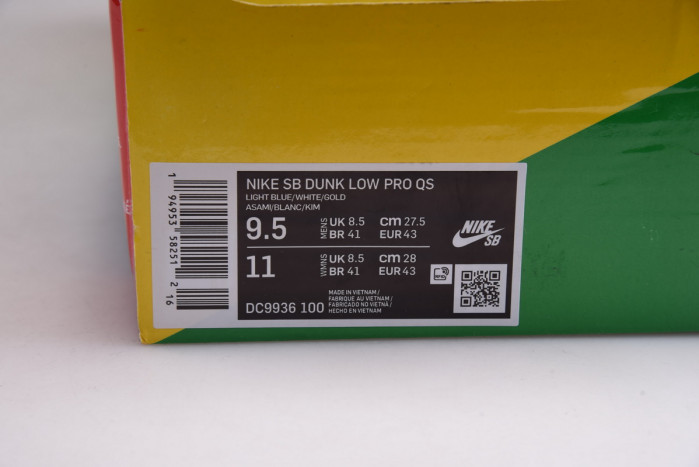 1 94953 58251 2 16
NIKE SB DUNK LOW PRO QS
LIGHT BLUE/WHITE/GOLD
ASAMI/BLANC/KIM
9.5 MENS UK 8.5 cm 27.5
BR 41 EUR 43
11 WMNS UK 8.5 cm 28
BR 41 EUR 43
DC9936 100
MADE IN VIETNAM/
FABRIQUE AU VIETNAM/
FABRICADO NO VIETNÃ/
HECHO EN VIETNAM
NIKE
SB